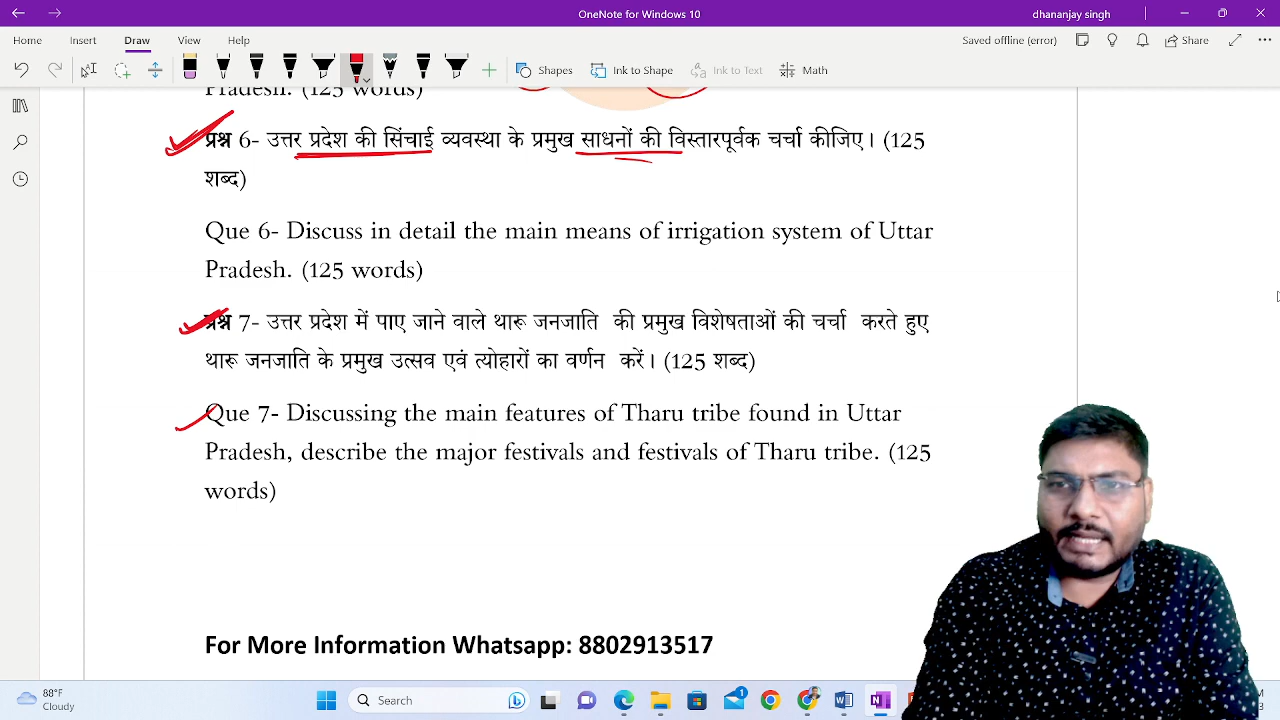 OneNote for Windows 10
dhananjay singh
Home Insert Draw View Help
Saved offline (error)
Share
Shapes
Ink to Shape
Ink to Text
Math
Pradesh. (125 words)
प्रश्न 6- उत्तर प्रदेश की सिंचाई व्यवस्था के प्रमुख साधनों की विस्तारपूर्वक चर्चा कीजिए। (125
शब्द)
Que 6- Discuss in detail the main means of irrigation system of Uttar
Pradesh. (125 words)
प्रश्न 7- उत्तर प्रदेश में पाए जाने वाले थारू जनजाति की प्रमुख विशेषताओं की चर्चा करते हुए
थारू जनजाति के प्रमुख उत्सव एवं त्योहारों का वर्णन करें। (125 शब्द)
Que 7- Discussing the main features of Tharu tribe found in Uttar
Pradesh, describe the major festivals and festivals of Tharu tribe. (125
words)
For More Information Whatsapp: 8802913517
88°F
Cloudy
Search
1